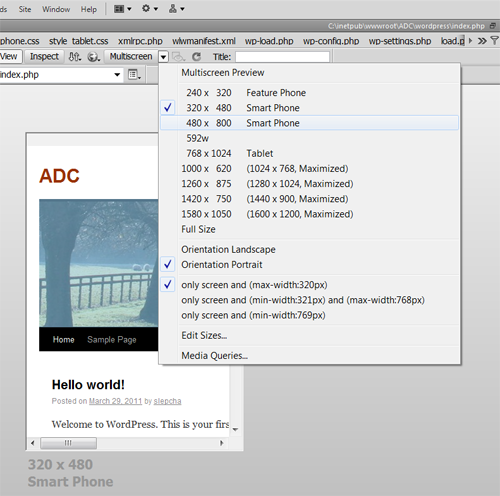 C:\inetpub\wwwroot\ADC\wordpress\index.php
phone.css style tablet.css xmlrpc.php wlwmanifest.xml wp-load.php wp-config.php wp-settings.php load.p
View Inspect Multiscreen Title:
index.php
Multiscreen Preview
240 x 320 Feature Phone
320 x 480 Smart Phone
480 x 800 Smart Phone
592w
768 x 1024 Tablet
1000 x 620 (1024 x 768, Maximized)
1260 x 875 (1280 x 1024, Maximized)
1420 x 750 (1440 x 900, Maximized)
1580 x 1050 (1600 x 1200, Maximized)
Full Size
Orientation Landscape
Orientation Portrait
only screen and (max-width:320px)
only screen and (min-width:321px) and (max-width:768px)
only screen and (min-width:769px)
Edit Sizes...
Media Queries...
ADC
Home Sample Page
Hello world!
Posted on March 29, 2011 by slepcha
Welcome to WordPress. This is your firs
320 x 480
Smart Phone